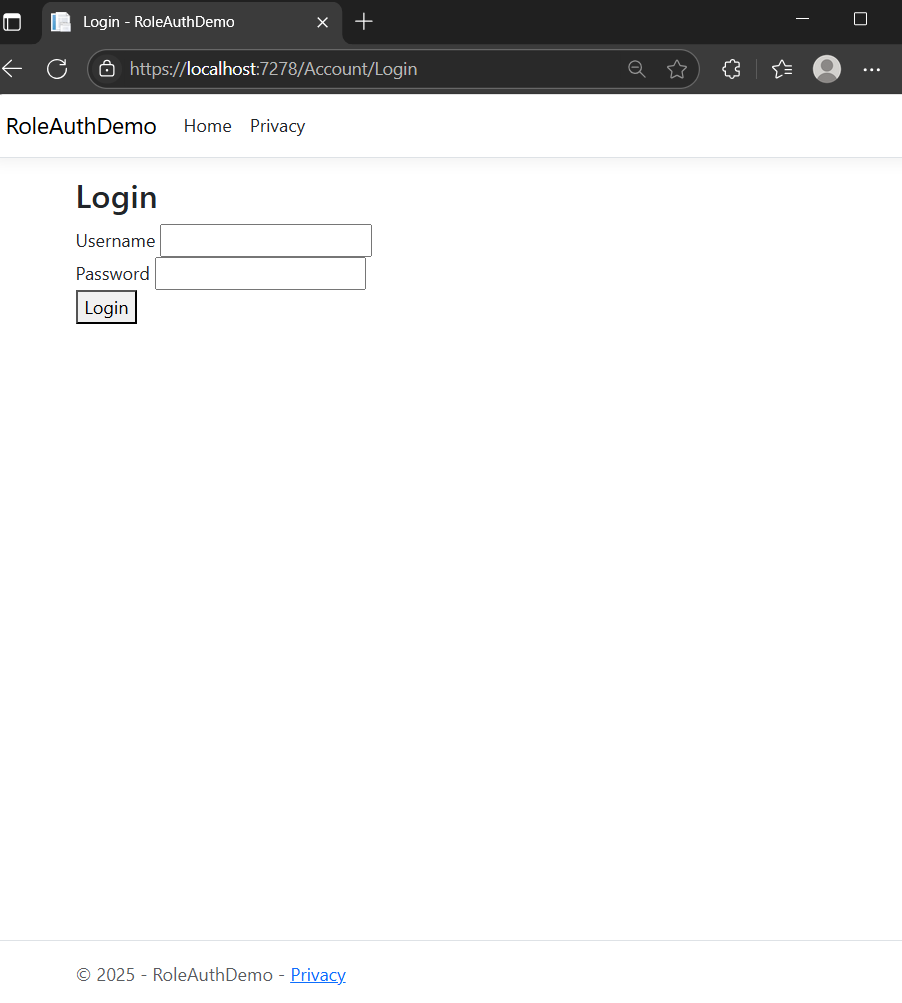 Login - RoleAuthDemo
https://localhost:7278/Account/Login
RoleAuthDemo Home Privacy
Login
Username
Password
Login
© 2025 - RoleAuthDemo - Privacy